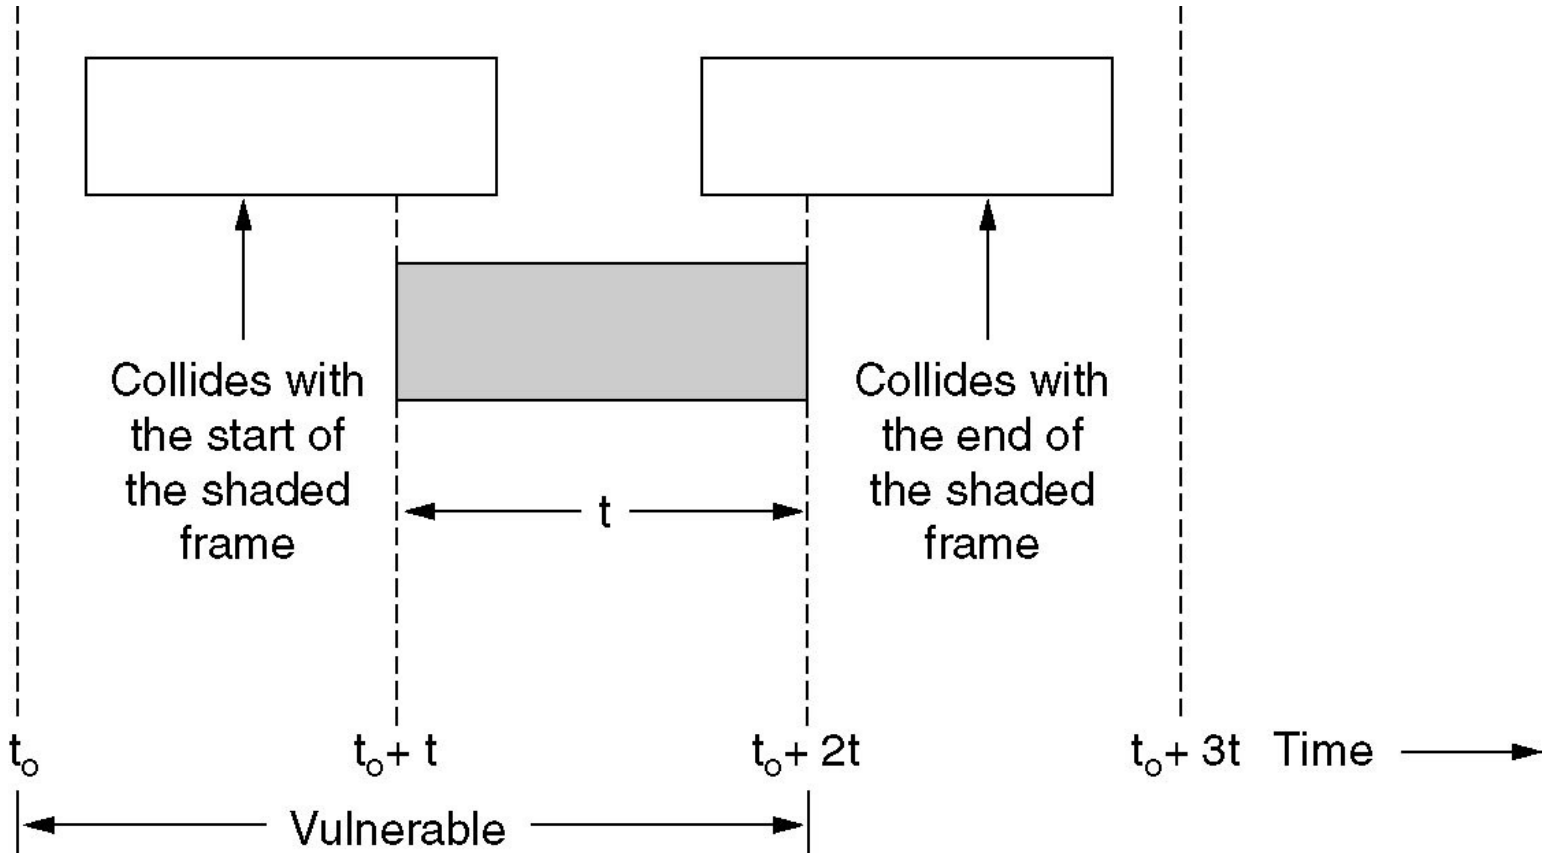 Collides with
the start of
the shaded
frame
Collides with
the end of
the shaded
frame
t
to
to+ t
to+ 2t
to+ 3t
Time
Vulnerable